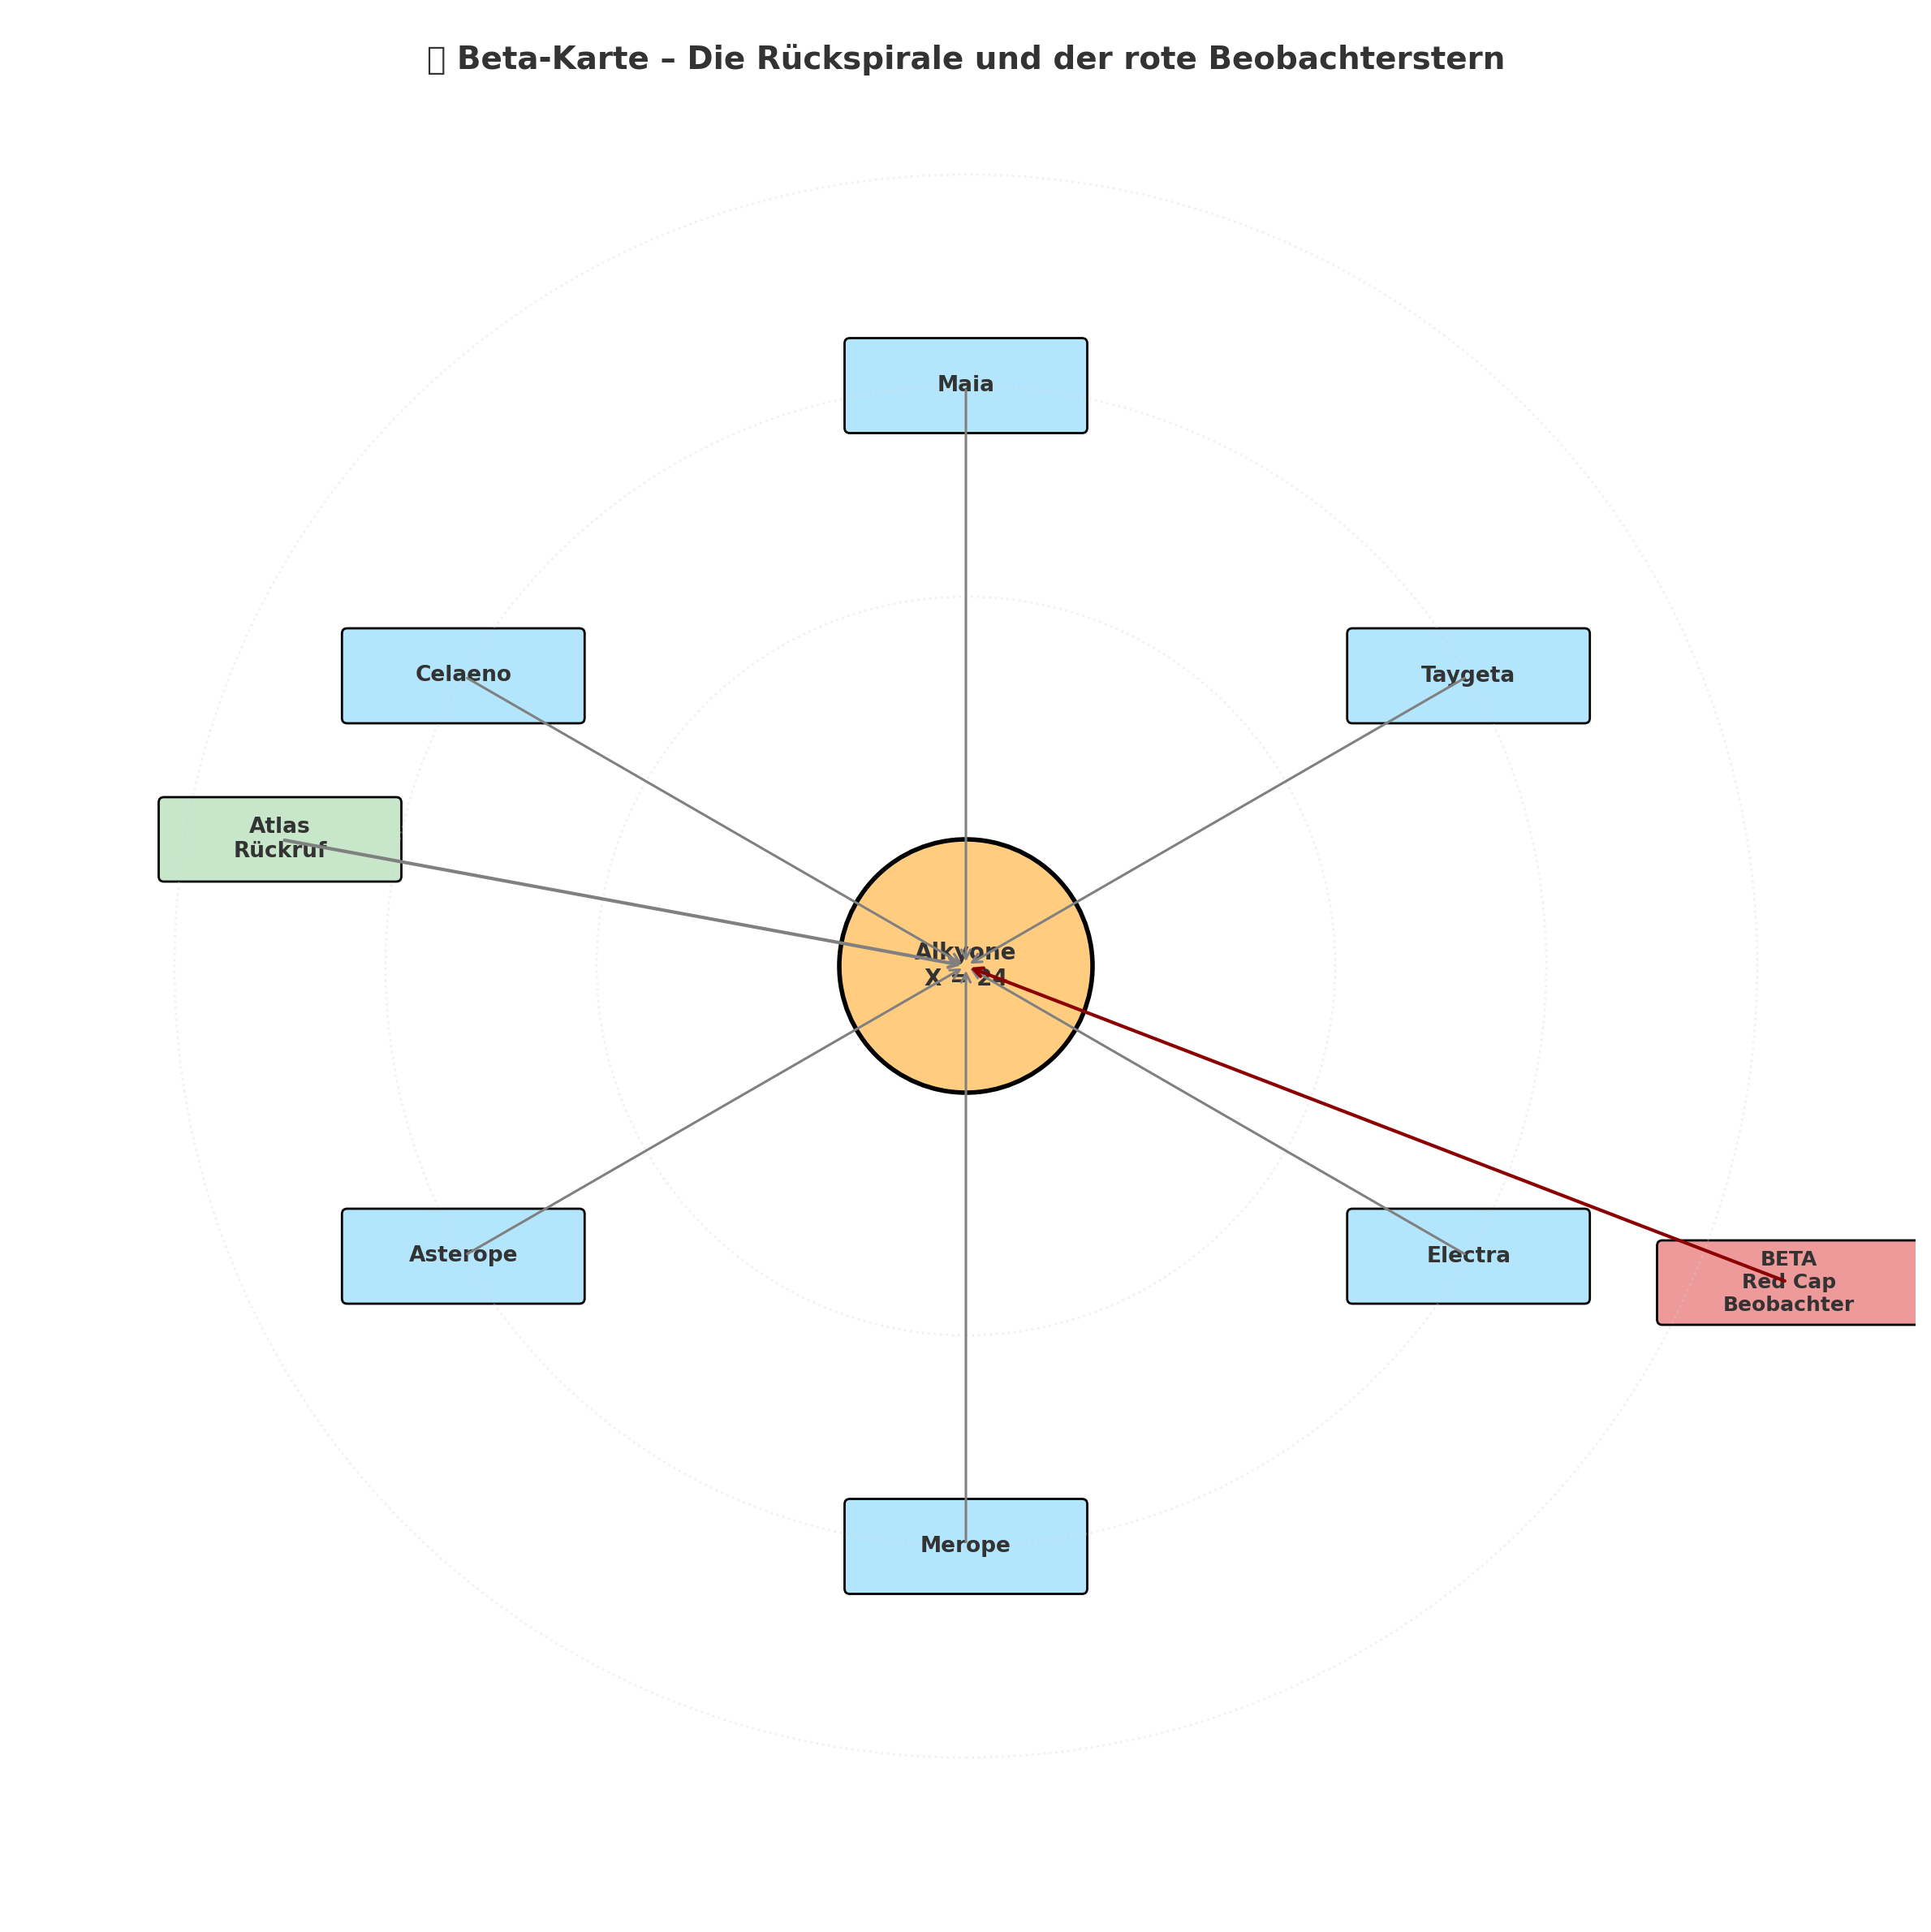 Beta-Karte – Die Rückspirale und der rote Beobachterstern
Maia
Celaeno
Taygeta
Atlas
Rückruf
Alkyone
X = 24
Asterope
Electra
BETA
Red Cap
Beobachter
Merope